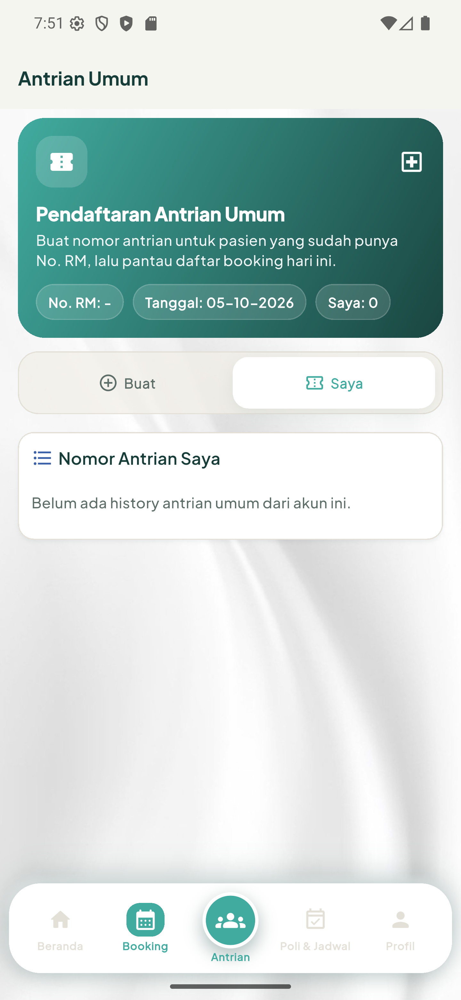 7:51
Antrian Umum
Pendaftaran Antrian Umum
Buat nomor antrian untuk pasien yang sudah punya
No. RM, lalu pantau daftar booking hari ini.
No. RM: -
Tanggal: 05-10-2026
Saya: 0
Buat
Saya
Nomor Antrian Saya
Belum ada history antrian umum dari akun ini.
Beranda
Booking
Antrian
Poli & Jadwal
Profil